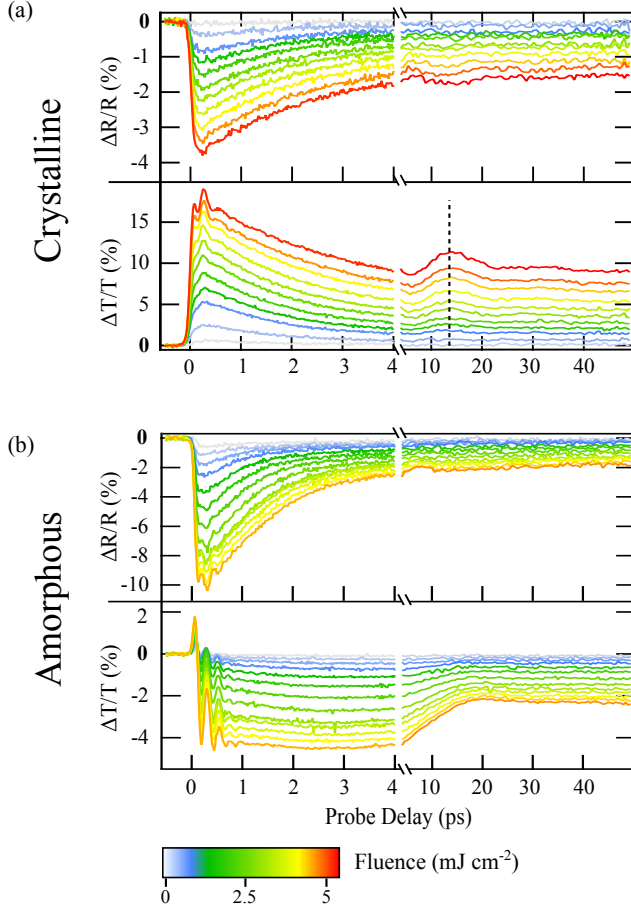 (a)
Crystalline
ΔR/R (%)
0
-1
-2
-3
-4
ΔT/T (%)
15
10
5
0
0 1 2 3 4 10 20 30 40
(b)
Amorphous
ΔR/R (%)
0
-2
-4
-6
-8
-10
ΔT/T (%)
2
0
-2
-4
0 1 2 3 4 10 20 30 40
Probe Delay (ps)
Fluence (mJ cm⁻²)
0 2.5 5